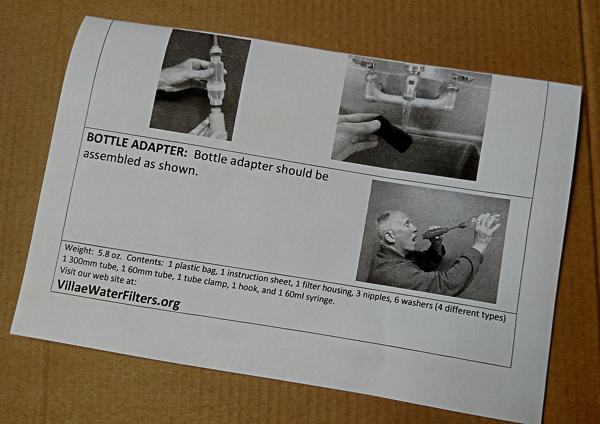 BOTTLE ADAPTER: Bottle adapter should be
assembled as shown.
Weight: 5.8 oz. Contents: 1 plastic bag, 1 instruction sheet, 1 filter housing, 3 nipples, 6 washers (4 different types)
1 300mm tube, 1 60mm tube, 1 tube clamp, 1 hook, and 1 60ml syringe.
Visit our web site at:
VillaeWaterFilters.org